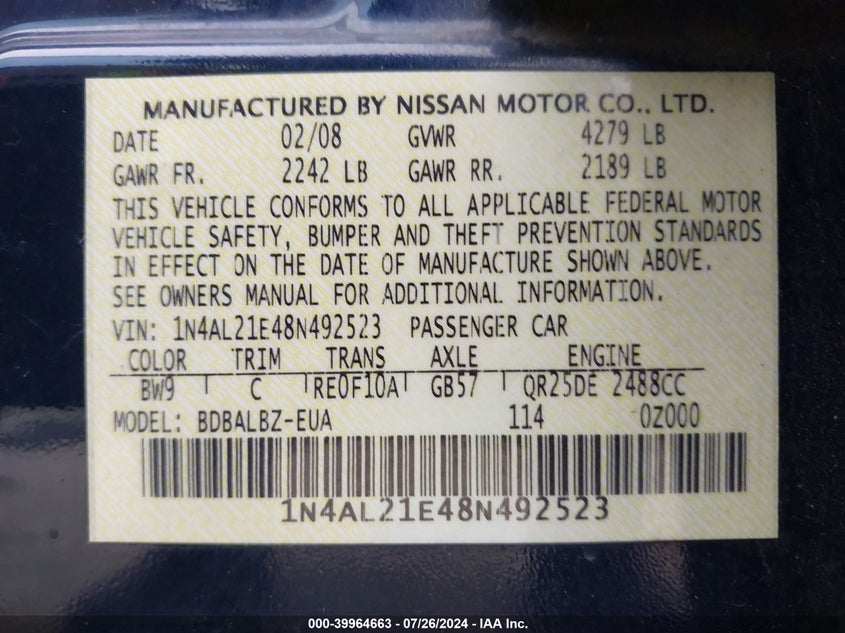 MANUFACTURED BY NISSAN MOTOR CO., LTD.
DATE 02/08 GVWR 4279 LB
GAWR FR. 2242 LB GAWR RR. 2189 LB
THIS VEHICLE CONFORMS TO ALL APPLICABLE FEDERAL MOTOR
VEHICLE SAFETY, BUMPER AND THEFT PREVENTION STANDARDS
IN EFFECT ON THE DATE OF MANUFACTURE SHOWN ABOVE.
SEE OWNERS MANUAL FOR ADDITIONAL INFORMATION.
VIN: 1N4AL21E48N492523 PASSENGER CAR
COLOR TRIM TRANS AXLE ENGINE
BW9 C RE0F10A GB57 QR25DE 2488CC
MODEL: BDBALBZ-EUA 114 0Z000
1N4AL21E48N492523
000-39964663 - 07/26/2024 - IAA Inc.